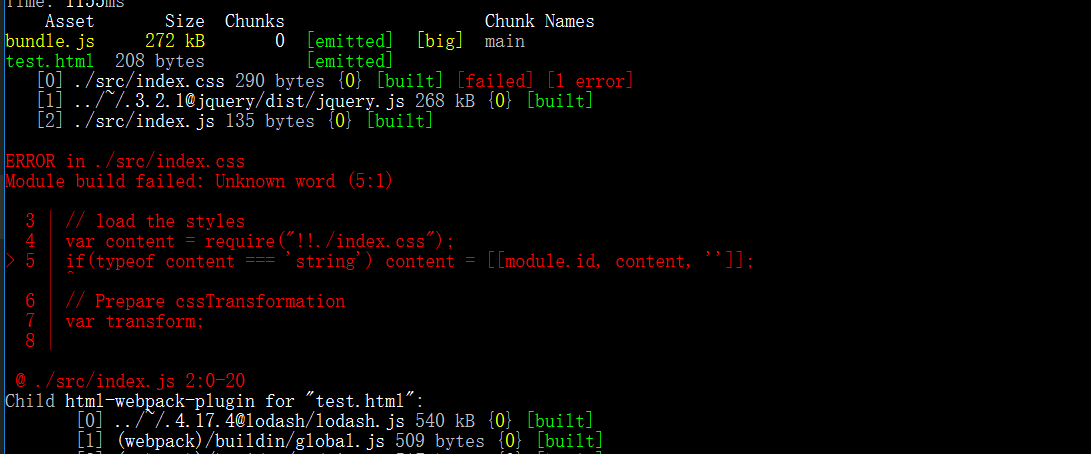 Time: 1155ms
Asset Size Chunks Chunk Names
bundle.js 272 kB 0 [emitted] [big] main
test.html 208 bytes [emitted]
[0] ./src/index.css 290 bytes {0} [built] [failed] [1 error]
[1] ../~/.3.2.1@jquery/dist/jquery.js 268 kB {0} [built]
[2] ./src/index.js 135 bytes {0} [built]
ERROR in ./src/index.css
Module build failed: Unknown word (5:1)
3 | // load the styles
4 | var content = require("!!./index.css");
> 5 | if(typeof content === 'string') content = [[module.id, content, '']];
| ^
6 | // Prepare cssTransformation
7 | var transform;
8 |
@ ./src/index.js 2:0-20
Child html-webpack-plugin for "test.html":
[0] ../~/.4.17.4@lodash/lodash.js 540 kB {0} [built]
[1] (webpack)/buildin/global.js 509 bytes {0} [built]